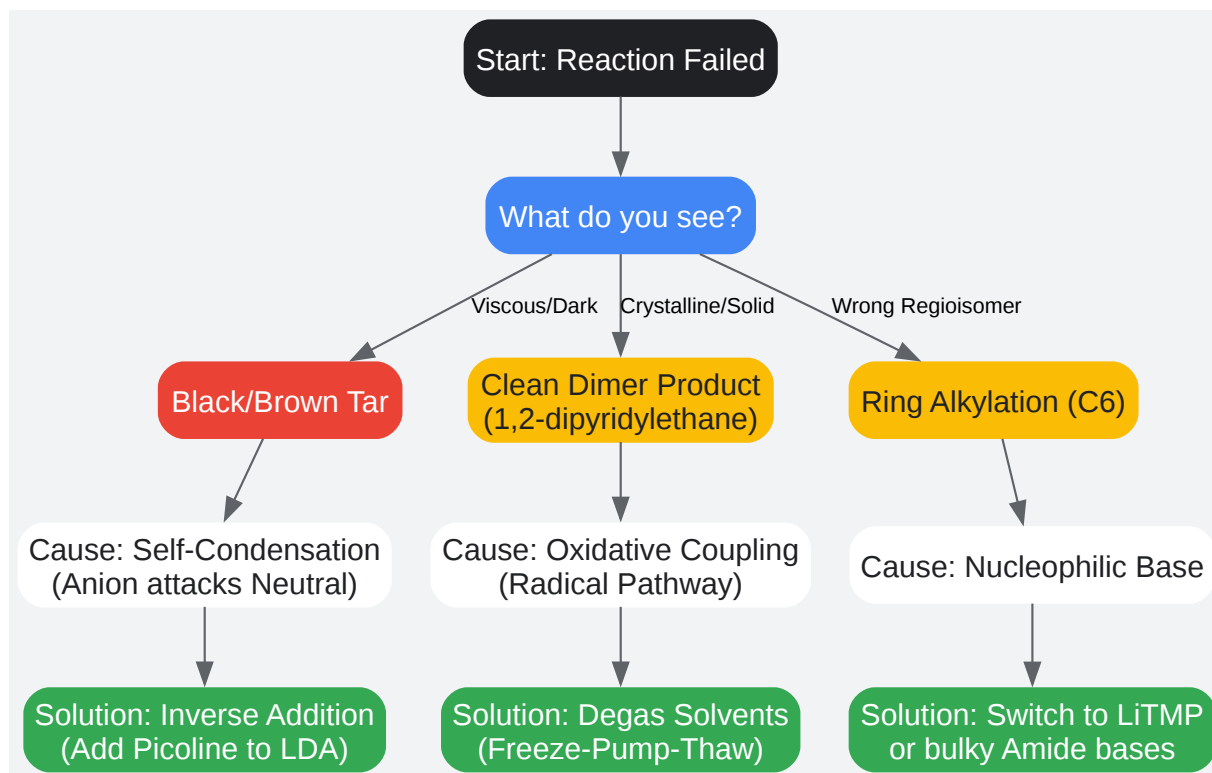 Start: Reaction Failed
What do you see?
Viscous/Dark
Crystalline/Solid
Wrong Regioisomer
Black/Brown Tar
Clean Dimer Product
(1,2-dipyridylethane)
Ring Alkylation (C6)
Cause: Self-Condensation
(Anion attacks Neutral)
Cause: Oxidative Coupling
(Radical Pathway)
Cause: Nucleophilic Base
Solution: Inverse Addition
(Add Picoline to LDA)
Solution: Degas Solvents
(Freeze-Pump-Thaw)
Solution: Switch to LiTMP
or bulky Amide bases